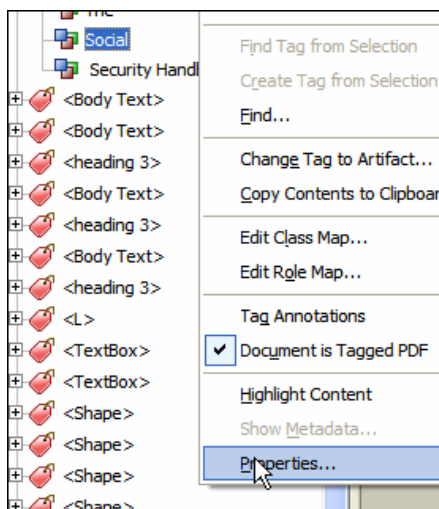 The
Social
Security Handl
<Body Text>
<Body Text>
<heading 3>
<Body Text>
<heading 3>
<Body Text>
<heading 3>
<L>
<TextBox>
<TextBox>
<Shape>
<Shape>
<Shape>
<Shape>
Find Tag from Selection
Create Tag from Selection
Find...
Change Tag to Artifact...
Copy Contents to Clipboar
Edit Class Map...
Edit Role Map...
Tag Annotations
Document is Tagged PDF
Highlight Content
Show Metadata...
Properties...